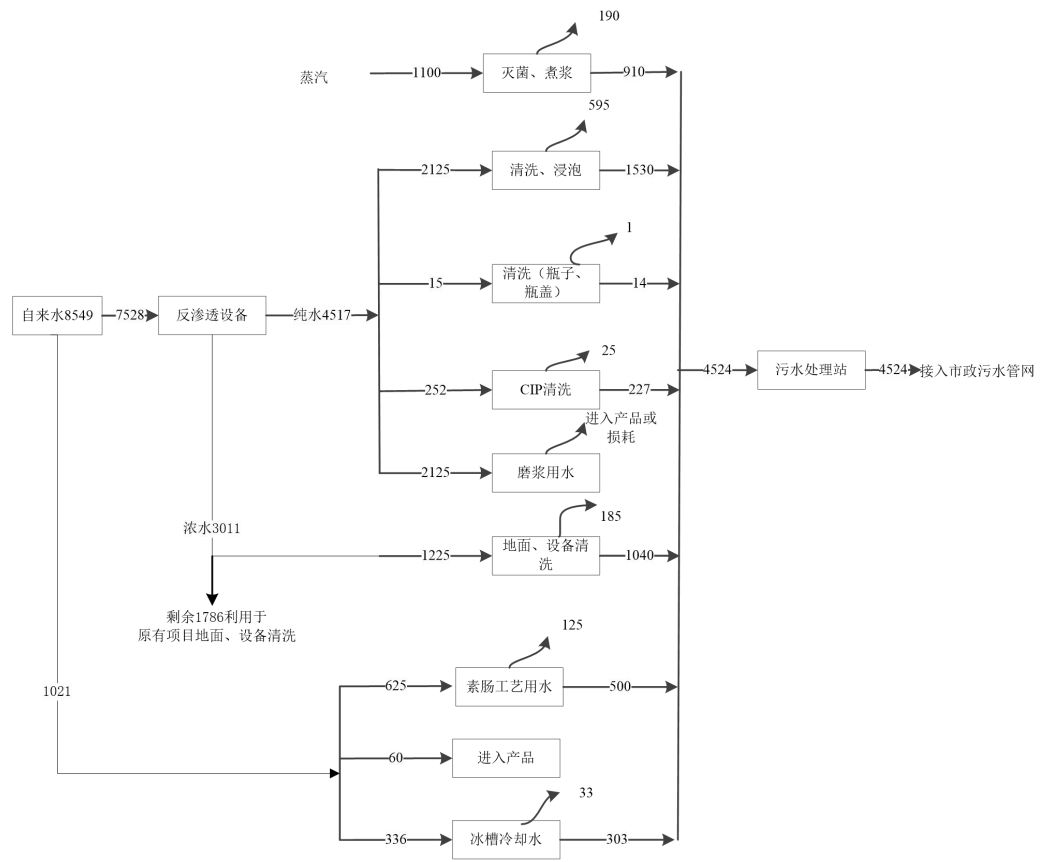 190
蒸汽
1100
灭菌、煮浆
910
595
2125
清洗、浸泡
1530
1
15
清洗（瓶子、
瓶盖）
14
自来水8549
7528
反渗透设备
纯水4517
25
252
CIP清洗
227
4524
污水处理站
4524
接入市政污水管网
进入产品或
损耗
2125
磨浆用水
浓水3011
185
1225
地面、设备清
洗
1040
剩余1786利用于
原有项目地面、设备清洗
125
1021
625
素肠工艺用水
500
60
进入产品
33
336
冰槽冷却水
303